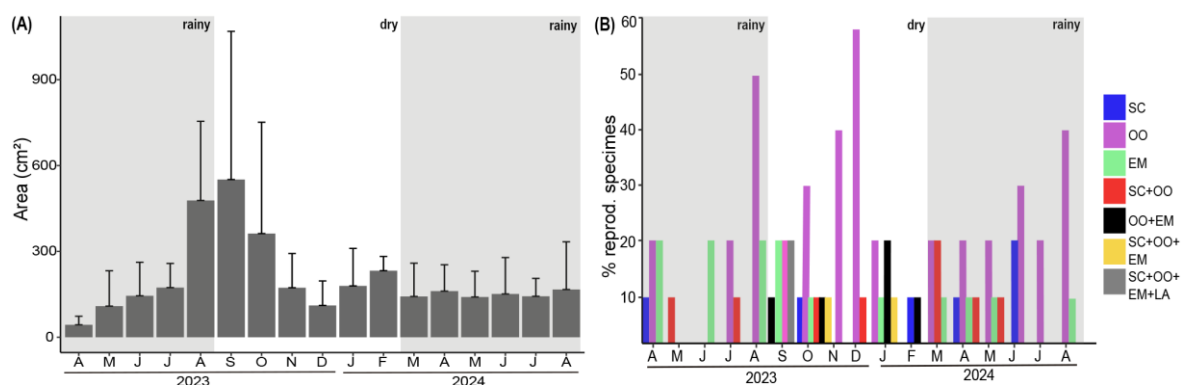 (A)
rainy
dry
rainy
Area (cm²)
900
600
300
0
A M J J A S O N D J F M A M J J A
2023
2024
(B)
rainy
dry
rainy
% reprod. specimes
60
50
40
30
20
10
A M J J A S O N D J F M A M J J A
2023
2024
SC
OO
EM
SC+OO
OO+EM
SC+OO+
EM
SC+OO+
EM+LA